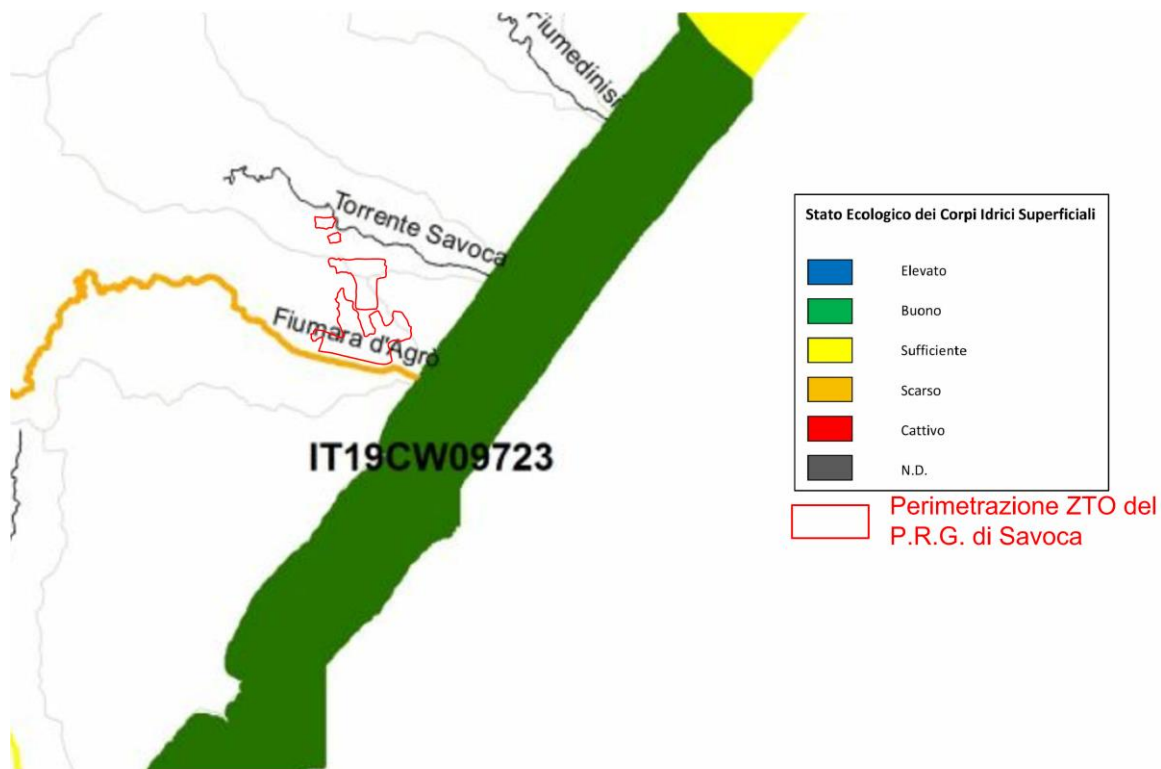 Fiumedinisi
Torrente Savoca
Fiumara d'Agrò
IT19CW09723
Stato Ecologico dei Corpi Idrici Superficiali
Elevato
Buono
Sufficiente
Scarso
Cattivo
N.D.
Perimetrazione ZTO del
P.R.G. di Savoca